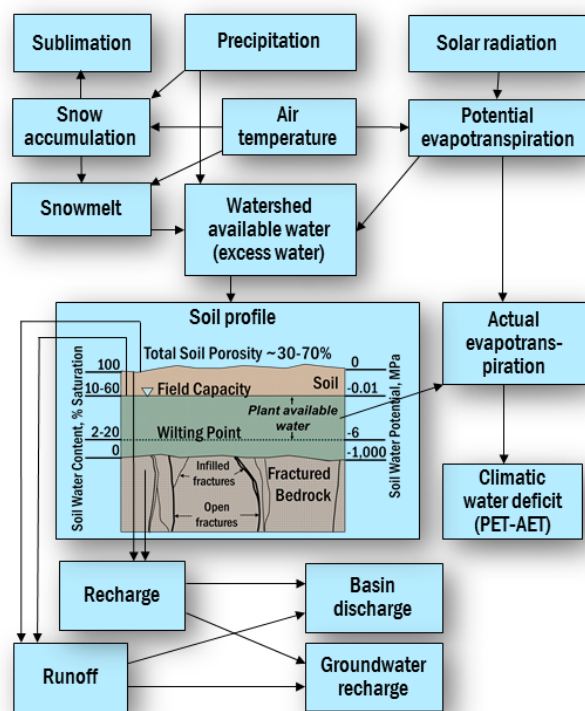 Sublimation
Precipitation
Solar radiation
Snow
accumulation
Air
temperature
Potential
evapotranspiration
Snowmelt
Watershed
available water
(excess water)
Soil profile
Total Soil Porosity ~30-70%
Soil Water Content, % Saturation
100
10-60
2-20
0
Field Capacity
Soil
Plant available
water
Wilting Point
Infilled
fractures
Fractured
Bedrock
Open
fractures
0
-0.01
-6
-1,000
Soil Water Potential, MPa
Actual
evapotrans-
piration
Climatic
water deficit
(PET-AET)
Recharge
Basin
discharge
Runoff
Groundwater
recharge